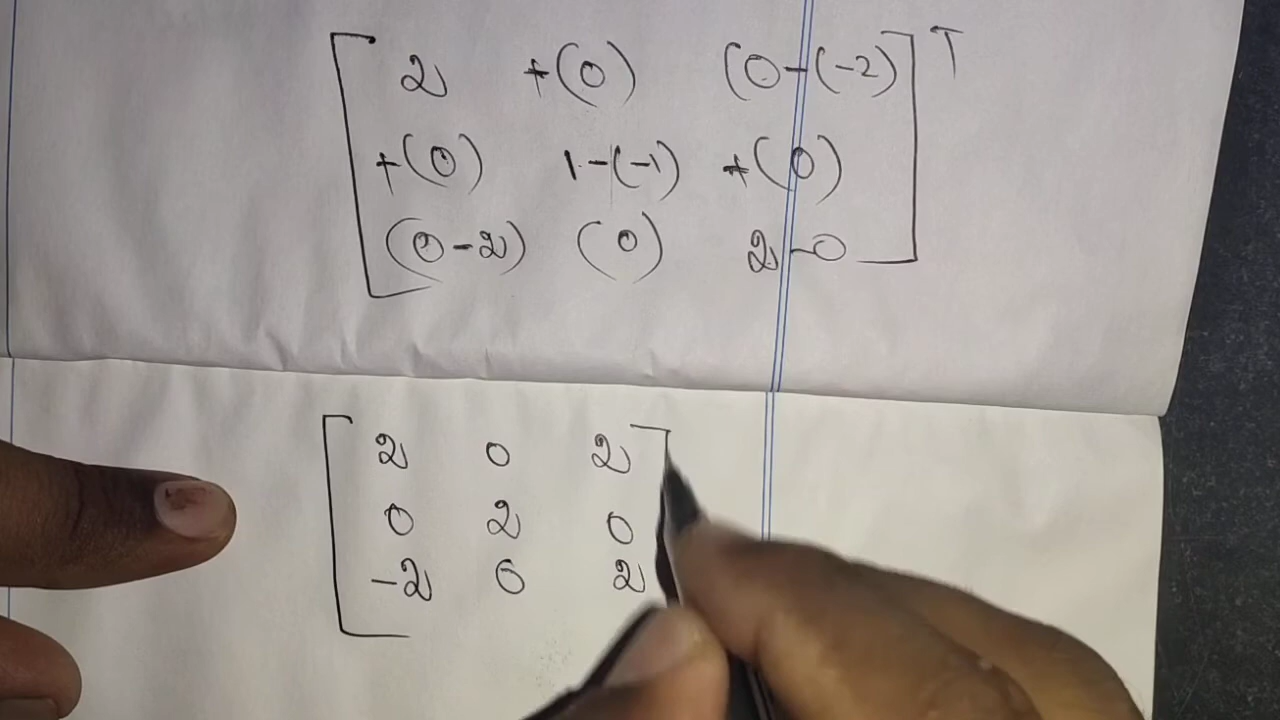 2 +(0) (0-(-2) T
+(0) 1-(-1) +(0)
(0-2) (0) 2-0
2 0 2
0 2 0
-2 0 2